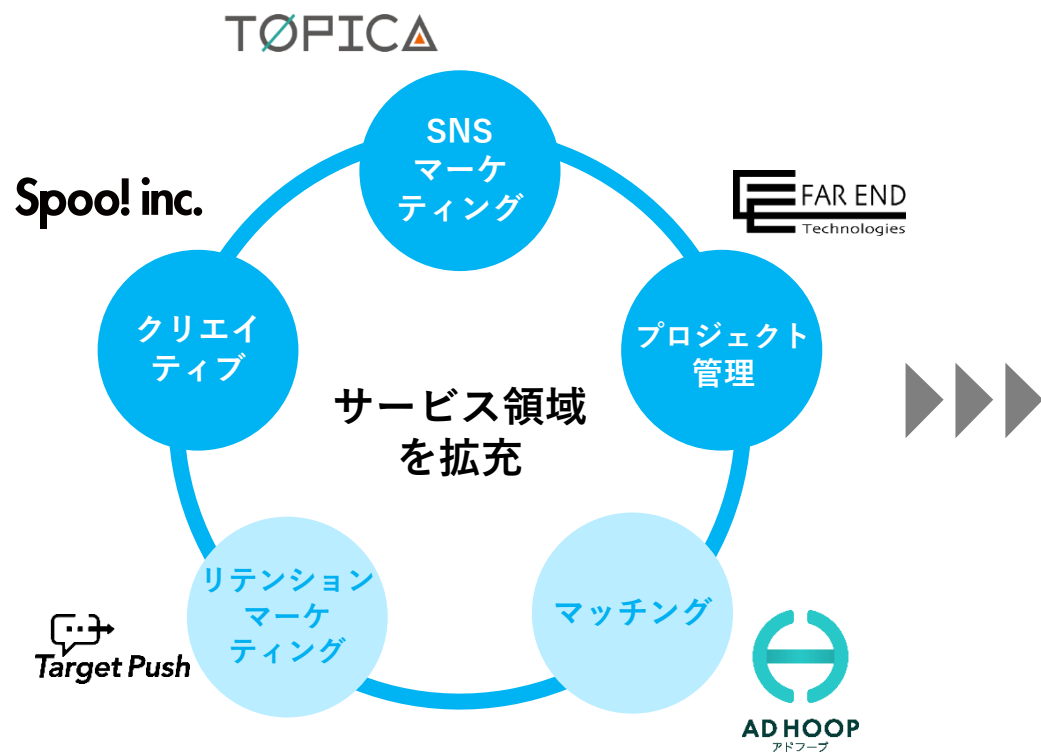 TOPICA
SNS
マーケ
ティング
Spoo! inc.
FAR END
Technologies
クリエイ
ティブ
プロジェクト
管理
サービス領域
を拡充
リテンション
マーケ
ティング
マッチング
Target Push
AD HOOP
アドフープ